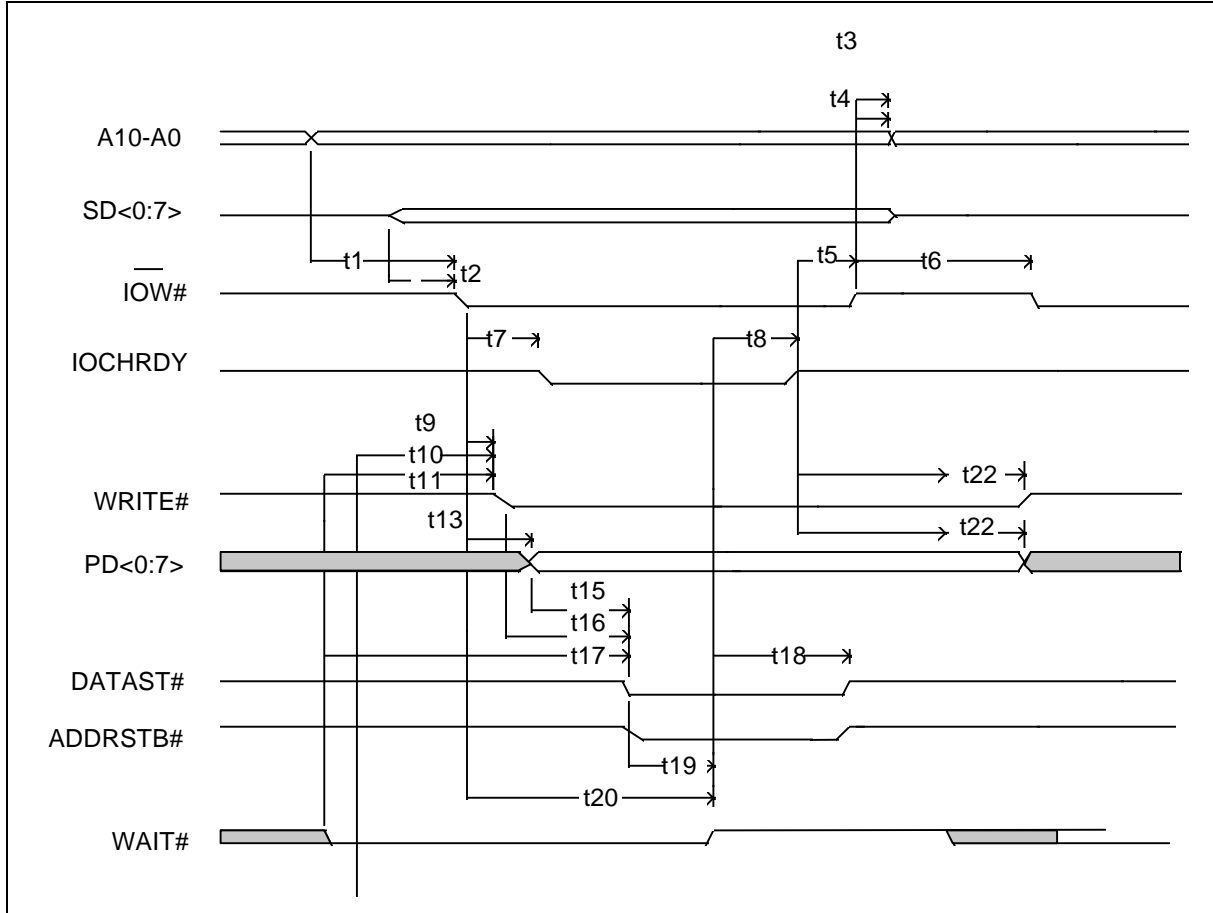 t3
t4
A10-A0
SD<0:7>
t1
t2
t5
t6
IOW#
t7
t8
IOCHRDY
t9
t10
t11
t22
WRITE#
t13
t22
PD<0:7>
t15
t16
t17
t18
DATAST#
ADDRSTB#
t19
t20
WAIT#